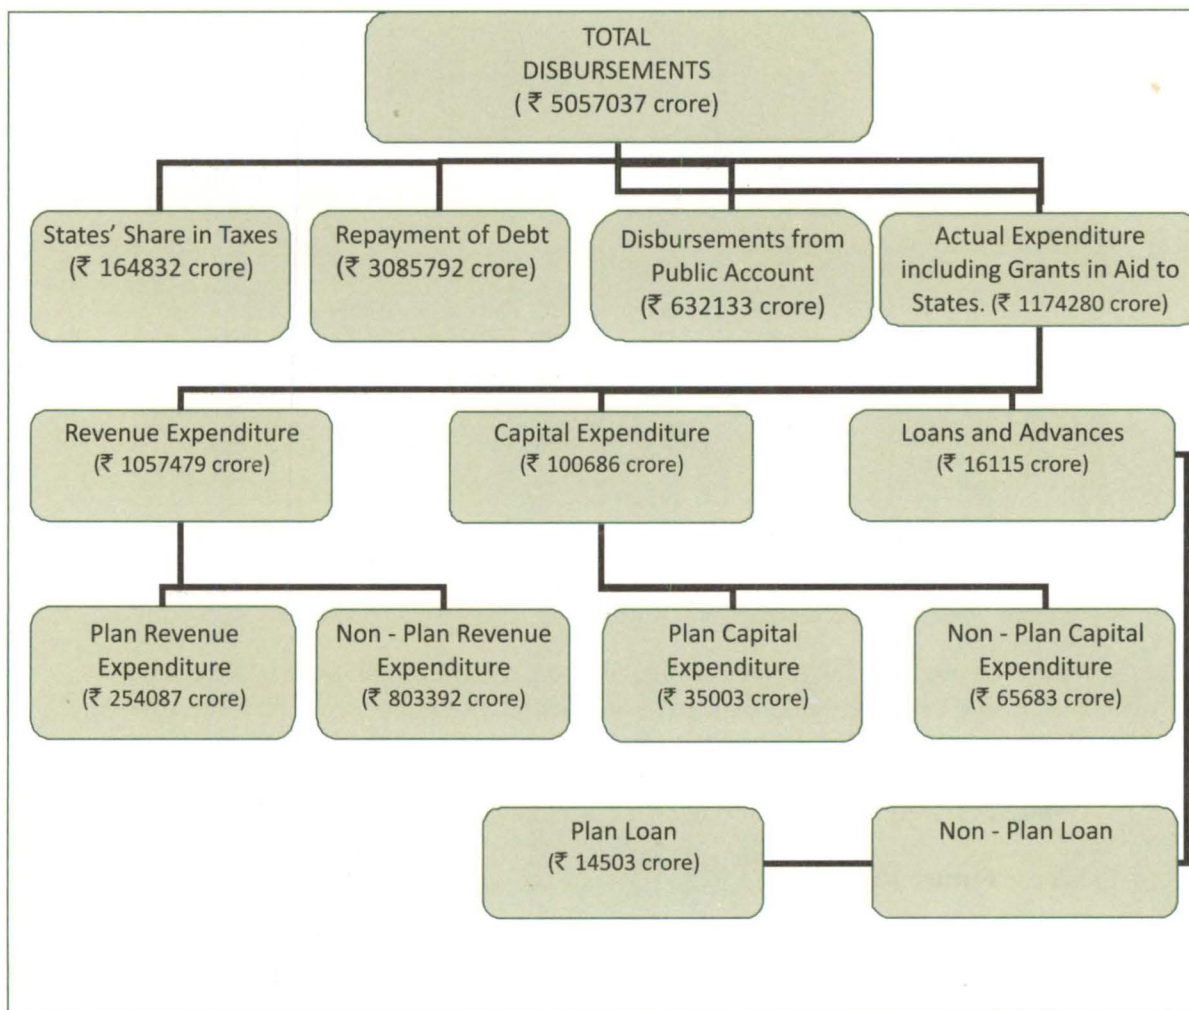 TOTAL
DISBURSEMENTS
( ₹ 5057037 crore)
States' Share in Taxes
(₹ 164832 crore)
Repayment of Debt
(₹ 3085792 crore)
Disbursements from
Public Account
(₹ 632133 crore)
Actual Expenditure
including Grants in Aid to
States. (₹ 1174280 crore)
Revenue Expenditure
(₹ 1057479 crore)
Capital Expenditure
(₹ 100686 crore)
Loans and Advances
(₹ 16115 crore)
Plan Revenue
Expenditure
(₹ 254087 crore)
Non - Plan Revenue
Expenditure
(₹ 803392 crore)
Plan Capital
Expenditure
(₹ 35003 crore)
Non - Plan Capital
Expenditure
(₹ 65683 crore)
Plan Loan
(₹ 14503 crore)
Non - Plan Loan